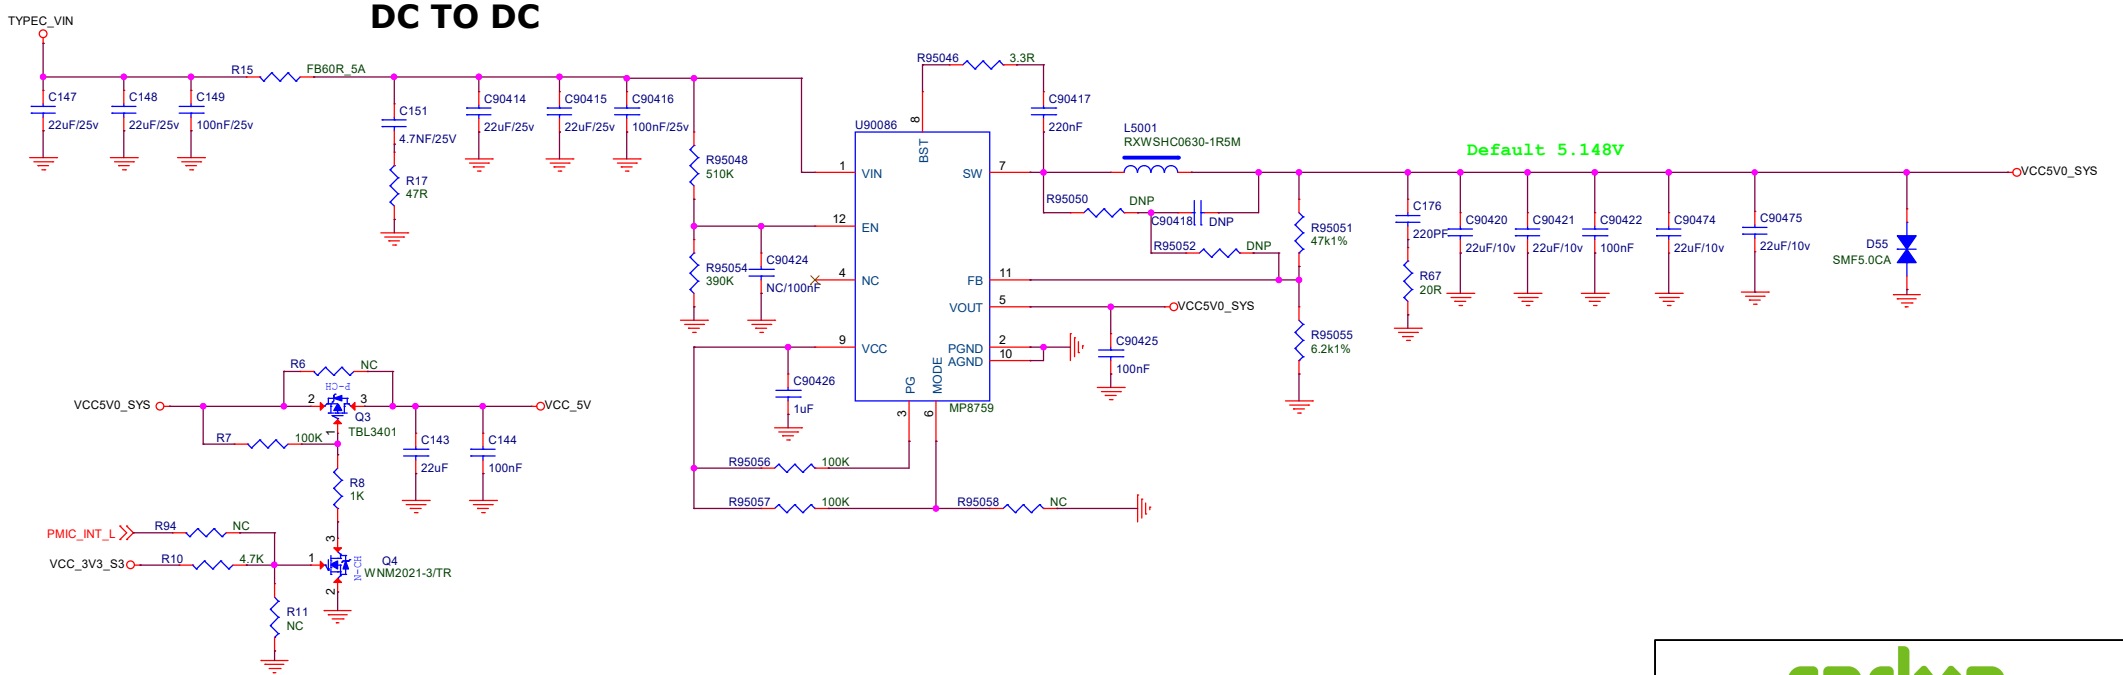 DC TO DC
TYPEC_VIN
R15
FB60R_5A
C147
22uF/25v
C148
22uF/25v
C149
100nF/25v
C151
4.7NF/25V
R17
47R
C90414
22uF/25v
C90415
22uF/25v
C90416
100nF/25v
R95048
510K
R95054
390K
C90424
NC/100nF
U90086
1
VIN
12
EN
4
NC
9
VCC
8
BST
7
SW
11
FB
5
VOUT
2
PGND
10
AGND
PG
3
MODE
6
MP8759
R95046
3.3R
C90417
220nF
L5001
RXWSHC0630-1R5M
R95050
DNP
C90418
DNP
R95052
DNP
R95051
47k1%
R95055
6.2k1%
VCC5V0_SYS
C90425
100nF
Default 5.148V
VCC5V0_SYS
C176
220PF
R67
20R
C90420
22uF/10v
C90421
22uF/10v
C90422
100nF
C90474
22uF/10v
C90475
22uF/10v
D55
SMF5.0CA
C90426
1uF
R95056
100K
R95057
100K
R95058
NC
R6
NC
P-CH
VCC5V0_SYS
2
3
1
Q3
TBL3401
VCC_5V
R7
100K
C143
22uF
C144
100nF
R8
1K
PMIC_INT_L
R94
NC
VCC_3V3_S3
R10
4.7K
1
3
2
N-CH
Q4
WNM2021-3/TR
R11
NC